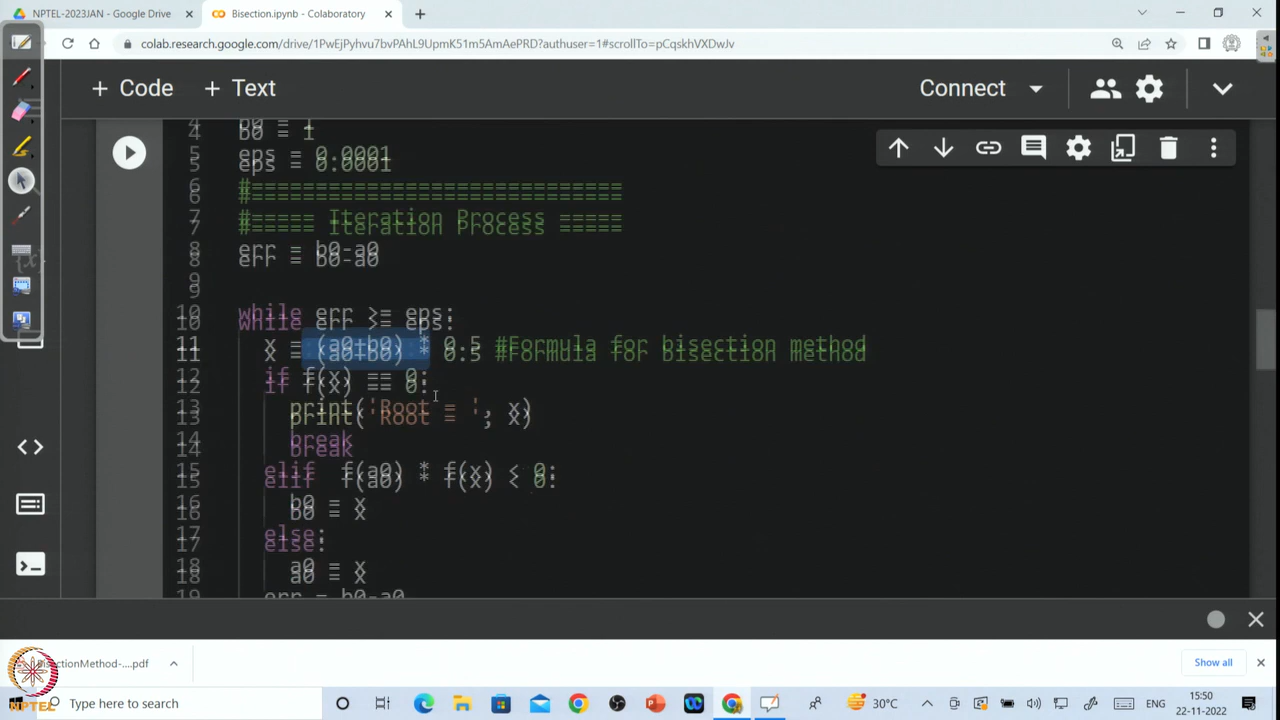 NPTEL-2023JAN - Google Drive
Bisection.ipynb - Colaboratory
colab.research.google.com/drive/1PwEjPyhvu7bvPAhL9UpmK51m5AmAePRD?authuser=1#scrollTo=pCqskhVXDwJv
+ Code + Text
Connect
4 b0 = 1
5 eps = 0.0001
6 #============================
7 #===== Iteration Process =====
8 err = b0-a0
9
10 while err >= eps:
11 x = (a0+b0) * 0.5 #Formula for bisection method
12 if f(x) == 0:
13 print('Root = ', x)
14 break
15 elif f(a0) * f(x) < 0:
16 b0 = x
17 else:
18 a0 = x
19 err = b0-a0
{x}
BisectionMethod-....pdf
Show all
NPTEL
Type here to search
30°C
ENG
15:50
22-11-2022